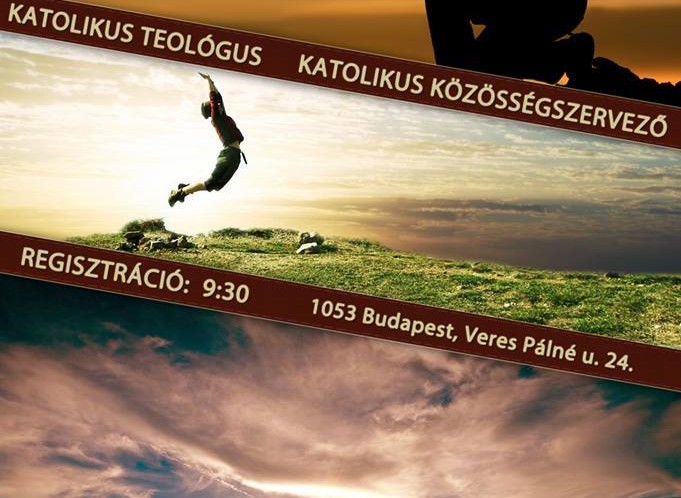 KATOLIKUS TEOLÓGUS KATOLIKUS KÖZÖSSÉGSZERVEZŐ
REGISZTRÁCIÓ: 9:30 1053 Budapest, Veres Pálné u. 24.